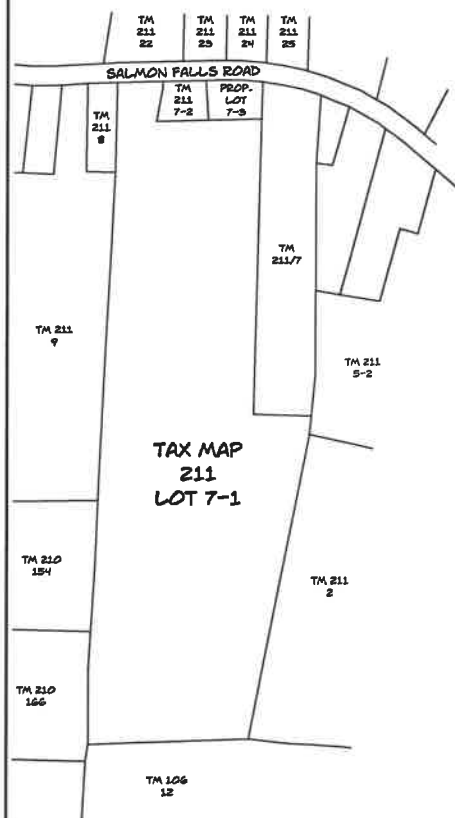 TM
211
22
TM
211
23
TM
211
24
TM
211
25
SALMON FALLS ROAD
TM
211
8
TM
211
7-2
PROP.
LOT
7-3
TM
211/7
TM 211
9
TM 211
5-2
TAX MAP
211
LOT 7-1
TM 210
154
TM 211
2
TM 210
166
TM 106
12